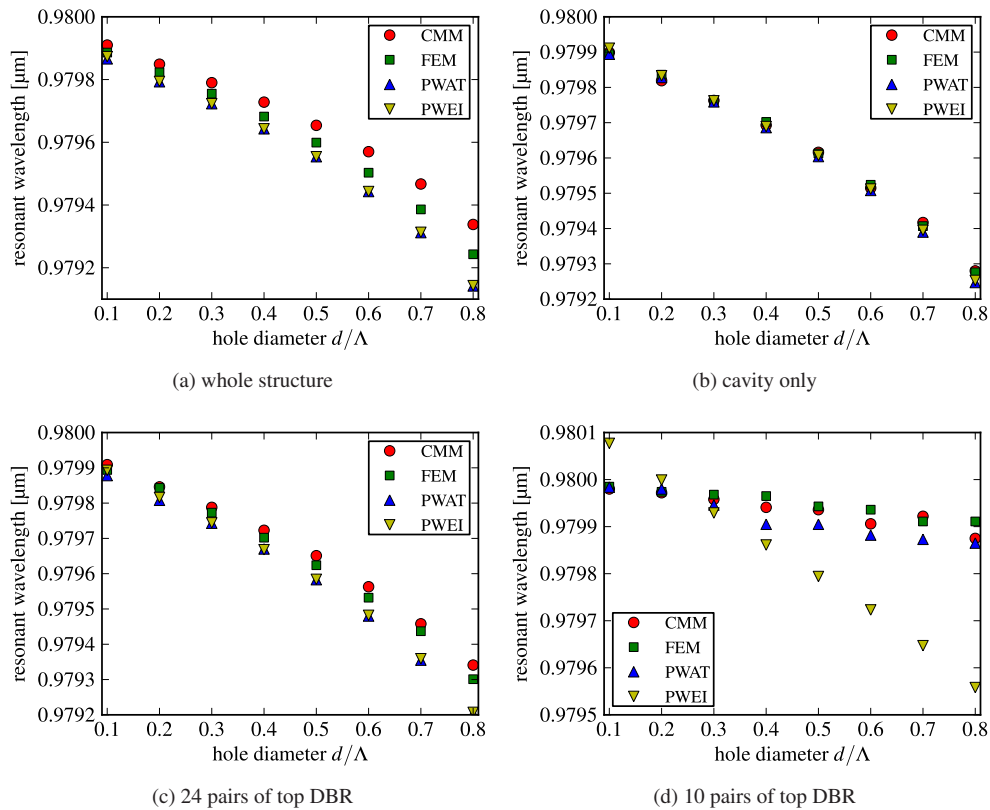 0.9800
0.9798
0.9796
0.9794
0.9792
resonant wavelength [μm]
CMM
FEM
PWAT
PWEI
0.1 0.2 0.3 0.4 0.5 0.6 0.7 0.8
hole diameter d/Λ
(a) whole structure
0.9800
0.9799
0.9798
0.9797
0.9796
0.9795
0.9794
0.9793
0.9792
resonant wavelength [μm]
CMM
FEM
PWAT
PWEI
0.1 0.2 0.3 0.4 0.5 0.6 0.7 0.8
hole diameter d/Λ
(b) cavity only
0.9800
0.9799
0.9798
0.9797
0.9796
0.9795
0.9794
0.9793
0.9792
resonant wavelength [μm]
CMM
FEM
PWAT
PWEI
0.1 0.2 0.3 0.4 0.5 0.6 0.7 0.8
hole diameter d/Λ
(c) 24 pairs of top DBR
0.9801
0.9800
0.9799
0.9798
0.9797
0.9796
0.9795
resonant wavelength [μm]
CMM
FEM
PWAT
PWEI
0.1 0.2 0.3 0.4 0.5 0.6 0.7 0.8
hole diameter d/Λ
(d) 10 pairs of top DBR